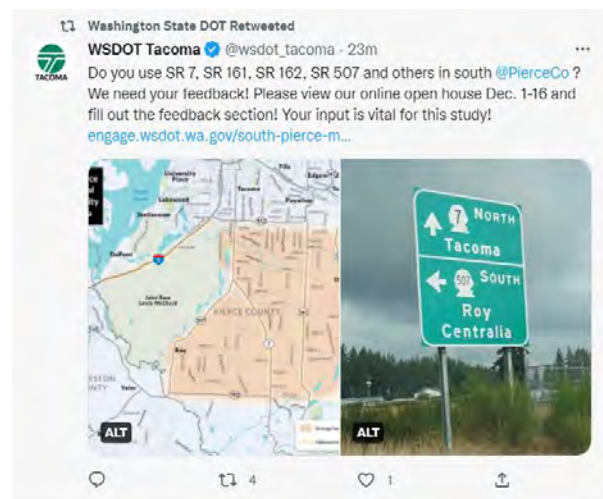 Washington State DOT Retweeted
WSDOT Tacoma @wsdot_tacoma · 23m
TACOMA
Do you use SR 7, SR 161, SR 162, SR 507 and others in south @PierceCo ?
We need your feedback! Please view our online open house Dec. 1-16 and
fill out the feedback section! Your input is vital for this study!
engage.wsdot.wa.gov/south-pierce-m...
University
Place
Tacoma
Lakewood
Puyallup
DuPont
5
Joint Base
Lewis McChord
PIERCE COUNTY
Roy
7
Yelm
ALT
7 NORTH
Tacoma
507 SOUTH
Roy
Centralia
ALT
4
1